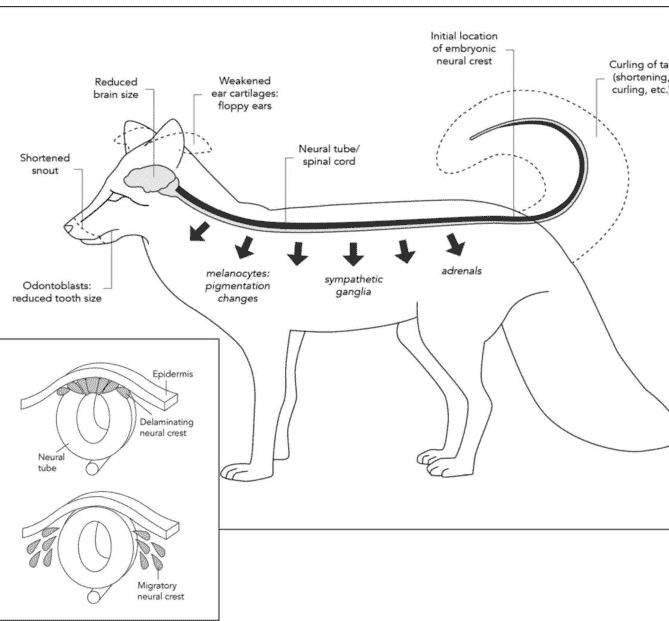 Initial location
of embryonic
neural crest
Curling of ta
(shortening,
curling, etc.
Reduced
brain size
Weakened
ear cartilages:
floppy ears
Neural tube/
spinal cord
Shortened
snout
Odontoblasts:
reduced tooth size
melanocytes:
pigmentation
changes
sympathetic
ganglia
adrenals
Epidermis
Delaminating
neural crest
Neural
tube
Migratory
neural crest